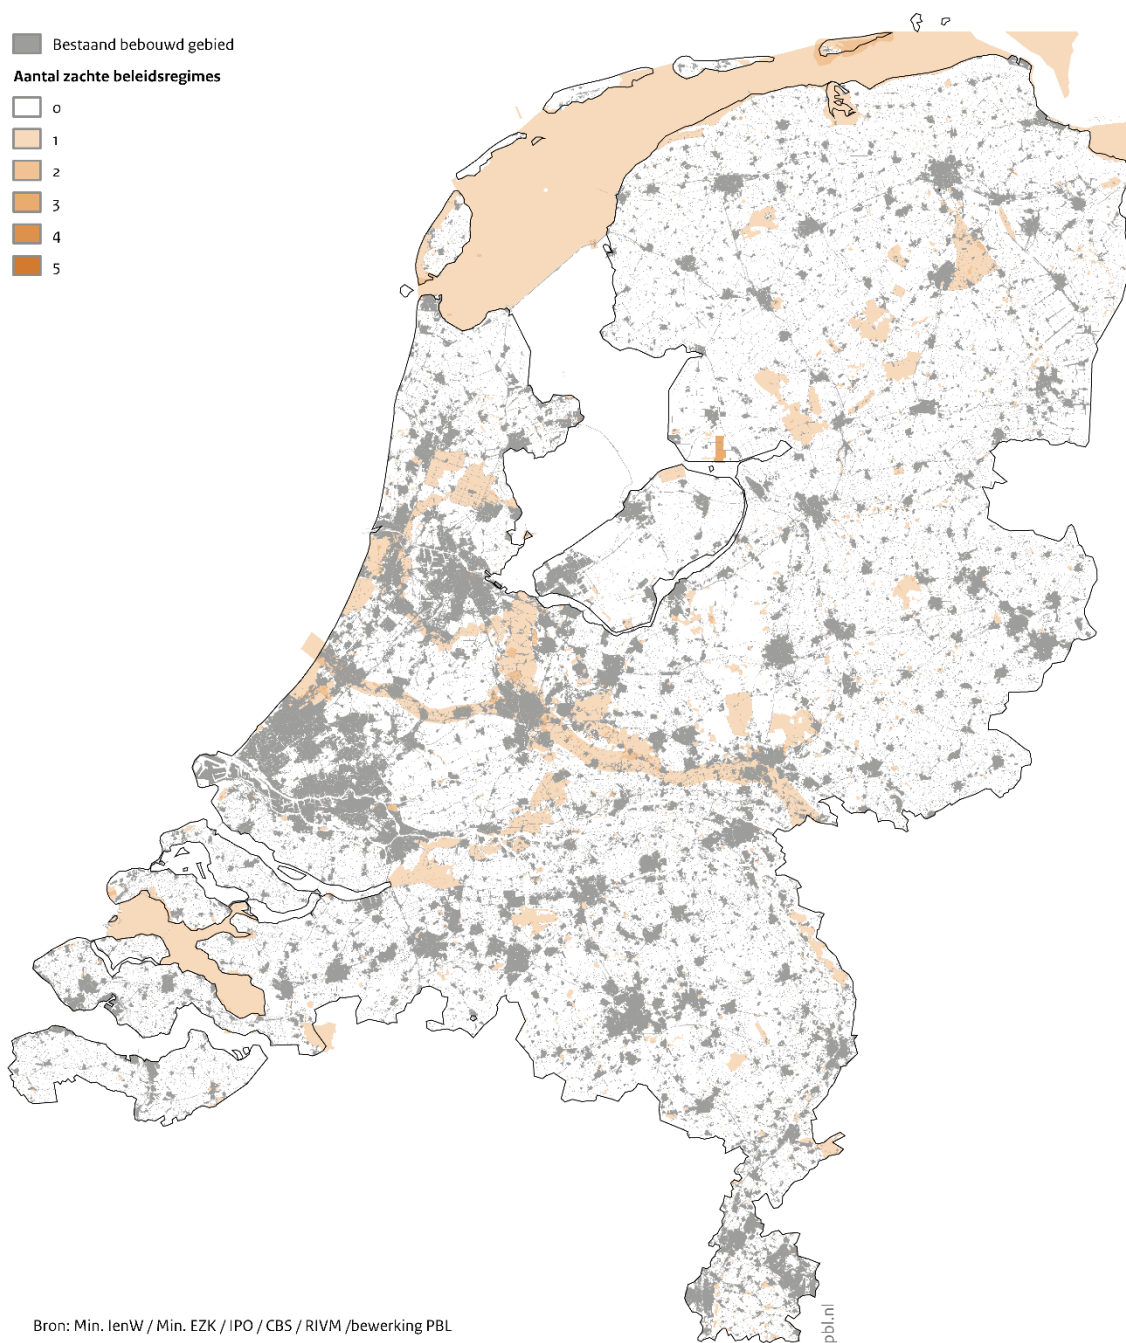 Bestaand bebouwd gebied
Aantal zachte beleidsregimes
0
1
2
3
4
5
Bron: Min. IenW / Min. EZK / IPO / CBS / RIVM /bewerking PBL
pbl.nl